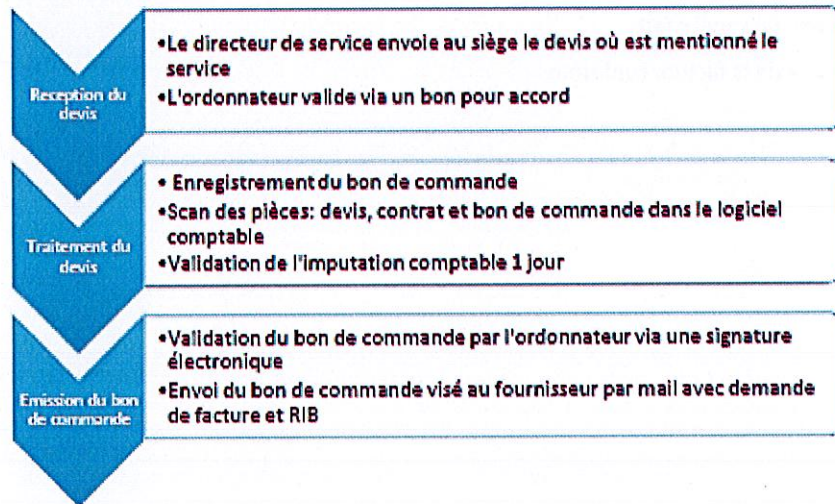 Reception du
devis
•Le directeur de service envoie au siège le devis où est mentionné le
service
•L'ordonnateur valide via un bon pour accord
Traitement du
devis
• Enregistrement du bon de commande
•Scan des pièces: devis, contrat et bon de commande dans le logiciel
comptable
•Validation de l'imputation comptable 1 jour
Emission du bon
de commande
•Validation du bon de commande par l'ordonnateur via une signature
électronique
•Envoi du bon de commande visé au fournisseur par mail avec demande
de facture et RIB